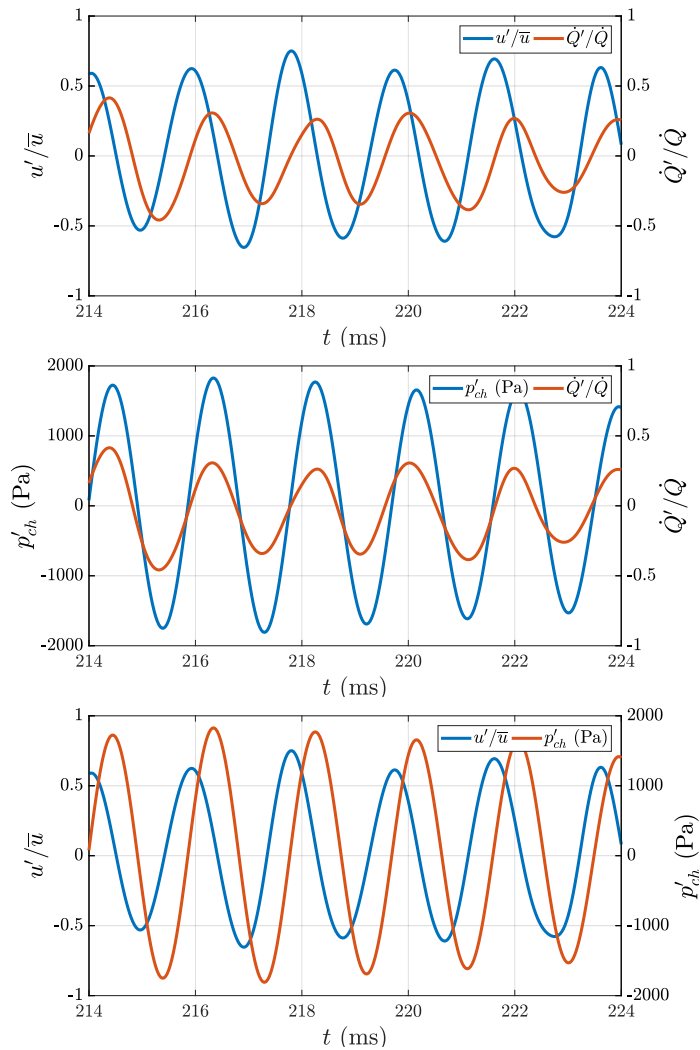 1
0.5
0
-0.5
-1
u′/u̅
u′/u̅ Q̇′/Q̇
1
0.5
0
-0.5
-1
Q̇′/Q̇
214 216 218 220 222 224
t (ms)
2000
1000
0
-1000
-2000
p′ch (Pa)
p′ch (Pa) Q̇′/Q̇
1
0.5
0
-0.5
-1
Q̇′/Q̇
214 216 218 220 222 224
t (ms)
1
0.5
0
-0.5
-1
u′/u̅
u′/u̅ p′ch (Pa)
2000
1000
0
-1000
-2000
p′ch (Pa)
214 216 218 220 222 224
t (ms)